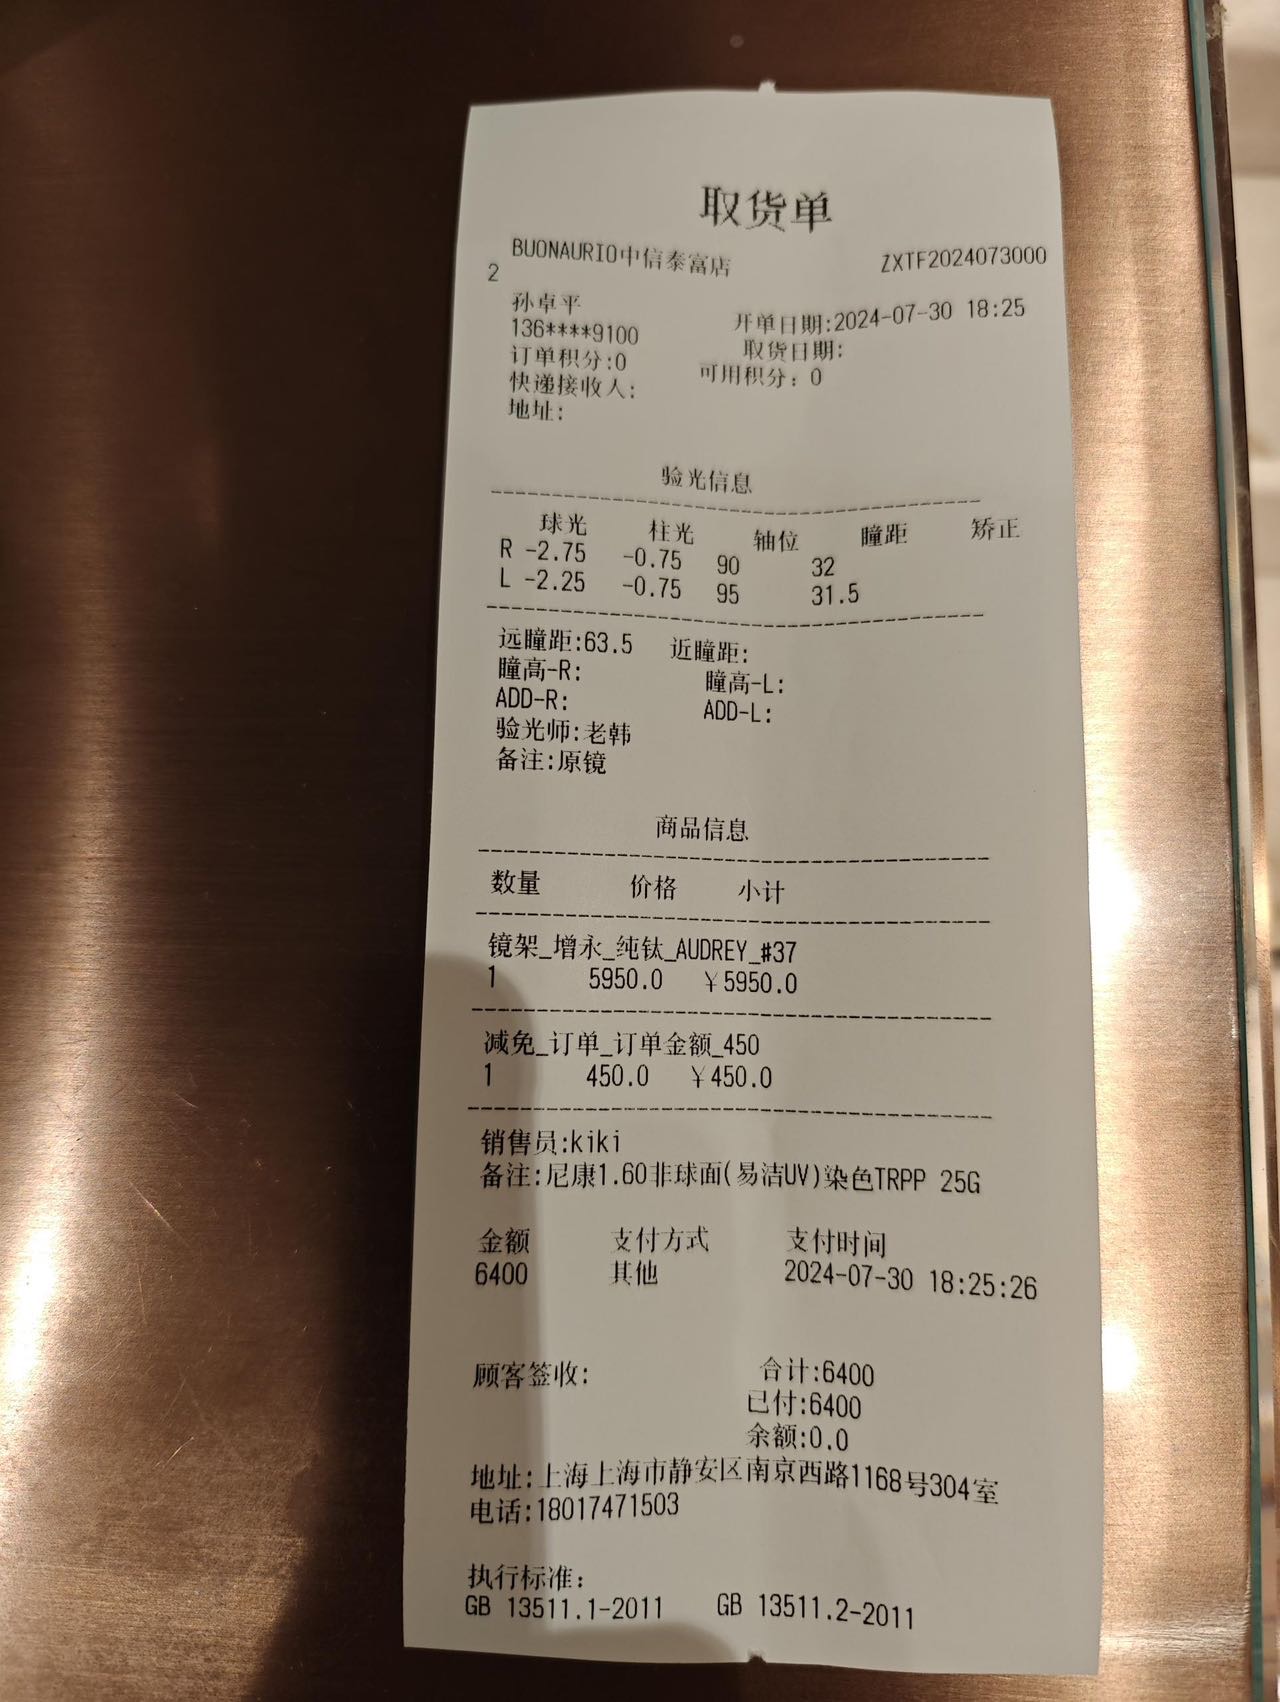 取货单
BUONAURIO中信泰富店 ZXTF2024073000
2
孙卓平
136****9100 开单日期:2024-07-30 18:25
订单积分:0 取货日期:
快递接收人: 可用积分: 0
地址:
验光信息
球光 柱光 轴位 瞳距 矫正
R -2.75 -0.75 90 32
L -2.25 -0.75 95 31.5
远瞳距:63.5 近瞳距:
瞳高-R: 瞳高-L:
ADD-R: ADD-L:
验光师:老韩
备注:原镜
商品信息
数量 价格 小计
镜架_增永_纯钛_AUDREY_#37
1 5950.0 ￥5950.0
减免_订单_订单金额_450
1 450.0 ￥450.0
销售员:kiki
备注:尼康1.60非球面(易洁UV)染色TRPP 25G
金额 支付方式 支付时间
6400 其他 2024-07-30 18:25:26
顾客签收: 合计:6400
已付:6400
余额:0.0
地址:上海上海市静安区南京西路1168号304室
电话:18017471503
执行标准:
GB 13511.1-2011 GB 13511.2-2011